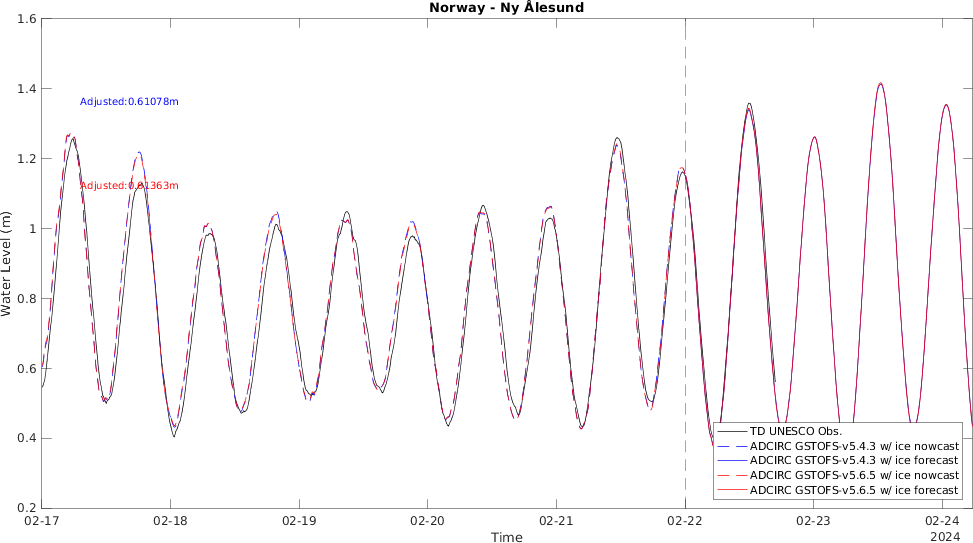 Norway - Ny Ålesund
1.6
1.4
1.2
1
0.8
0.6
0.4
0.2
Water Level (m)
Adjusted:0.61078m
Adjusted:0.61363m
TD UNESCO Obs.
ADCIRC GSTOFS-v5.4.3 w/ ice nowcast
ADCIRC GSTOFS-v5.4.3 w/ ice forecast
ADCIRC GSTOFS-v5.6.5 w/ ice nowcast
ADCIRC GSTOFS-v5.6.5 w/ ice forecast
02-17 02-18 02-19 02-20 02-21 02-22 02-23 02-24
Time
2024